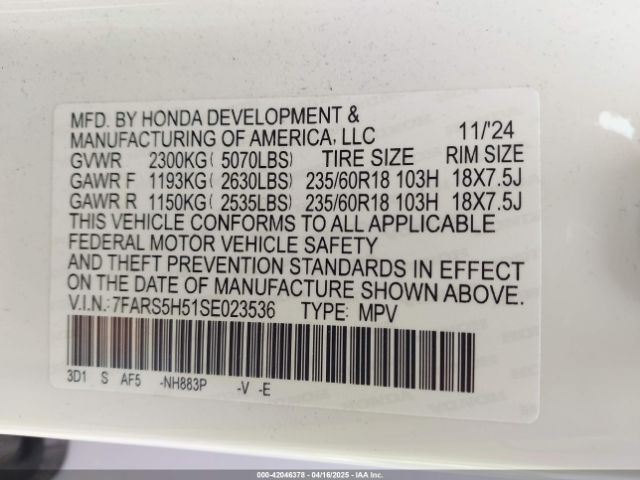 MFD. BY HONDA DEVELOPMENT &
MANUFACTURING OF AMERICA, LLC 11/'24
GVWR 2300KG( 5070LBS) TIRE SIZE RIM SIZE
GAWR F 1193KG( 2630LBS) 235/60R18 103H 18X7.5J
GAWR R 1150KG( 2535LBS) 235/60R18 103H 18X7.5J
THIS VEHICLE CONFORMS TO ALL APPLICABLE
FEDERAL MOTOR VEHICLE SAFETY
AND THEFT PREVENTION STANDARDS IN EFFECT
ON THE DATE OF MANUFACTURE SHOWN ABOVE.
V.I.N.:7FARS5H51SE023536 TYPE: MPV
3D1 S AF5 -NH883P -V -E
000-42046378 - 04/16/2025 - IAAI, Inc.